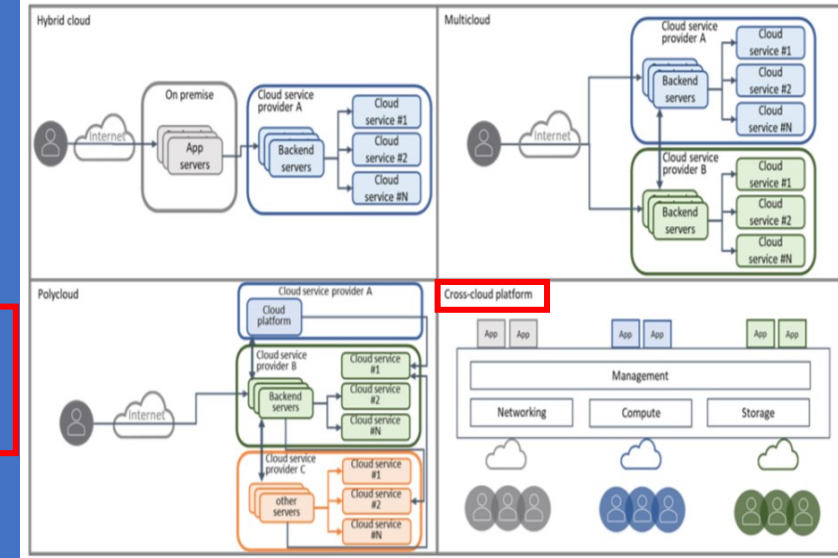 Hybrid cloud
Internet
On premise
App
servers
Cloud service
provider A
Backend
servers
Cloud
service #1
Cloud
service #2
Cloud
service #N
Multicloud
Internet
Cloud service
provider A
Backend
servers
Cloud
service #1
Cloud
service #2
Cloud
service #N
Cloud service
provider B
Backend
servers
Cloud
service #1
Cloud
service #2
Cloud
service #N
Polycloud
Internet
Cloud service provider A
Cloud
platform
Cloud service
provider B
Backend
servers
Cloud service
#1
Cloud service
#2
Cloud service
#N
Cloud service
provider C
other
servers
Cloud service
#1
Cloud service
#2
Cloud service
#N
Cross-cloud platform
App App App App App App
Management
Networking Compute Storage